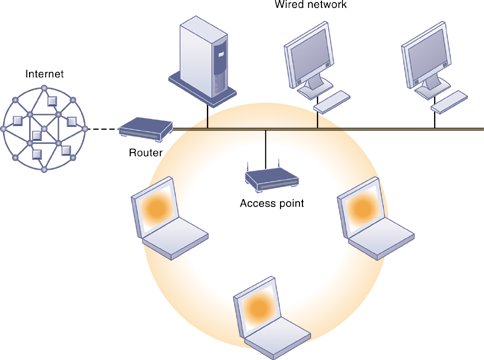 Wired network
Internet
Router
Access point